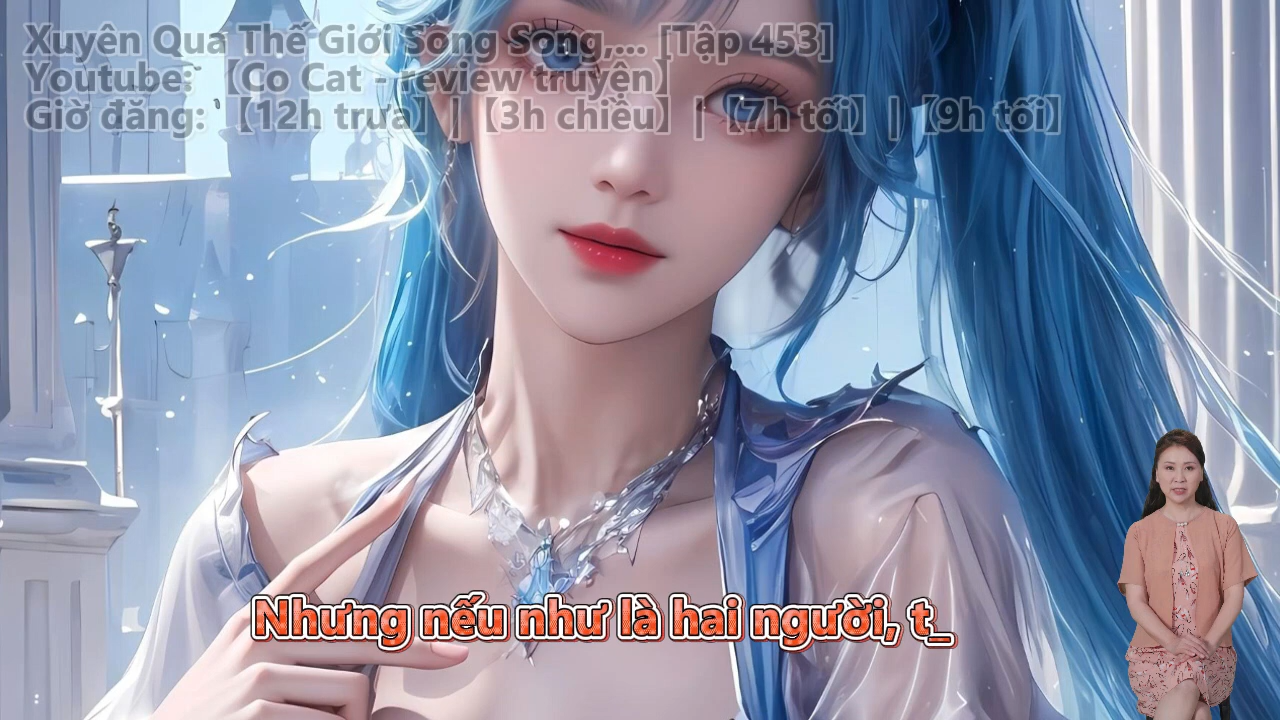 Xuyên Qua Thế Giới Song Song,... [Tập 453]
Youtube: 【Cọ Cat - review truyện】
Giờ đăng: 【12h trưa】 | 【3h chiều】 | 【7h tối】 | 【9h tối】
Nhưng nếu như là hai người, t_